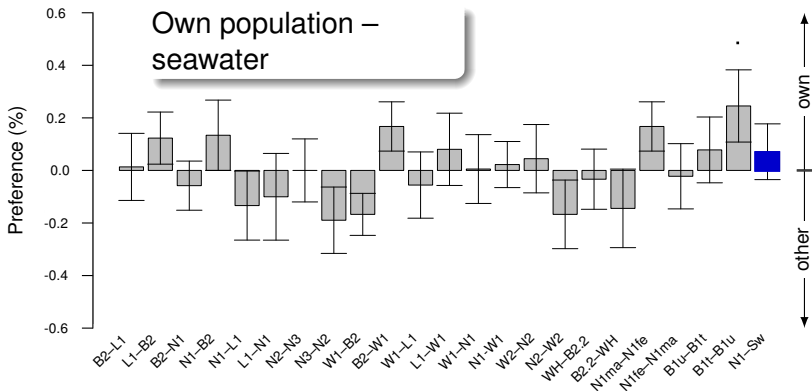 Own population –
seawater
Preference (%)
0.6
0.4
0.2
0.0
-0.2
-0.4
-0.6
own
other
B2–L1
L1–B2
B2–N1
N1–B2
N1–L1
L1–N1
N2–N3
N3–N2
W1–B2
B2–W1
W1–L1
L1–W1
W1–N1
N1-W1
W2–N2
N2–W2
WH–B2.2
B2.2–WH
N1ma–N1fe
N1fe–N1ma
B1u–B1t
B1t–B1u
N1–Sw